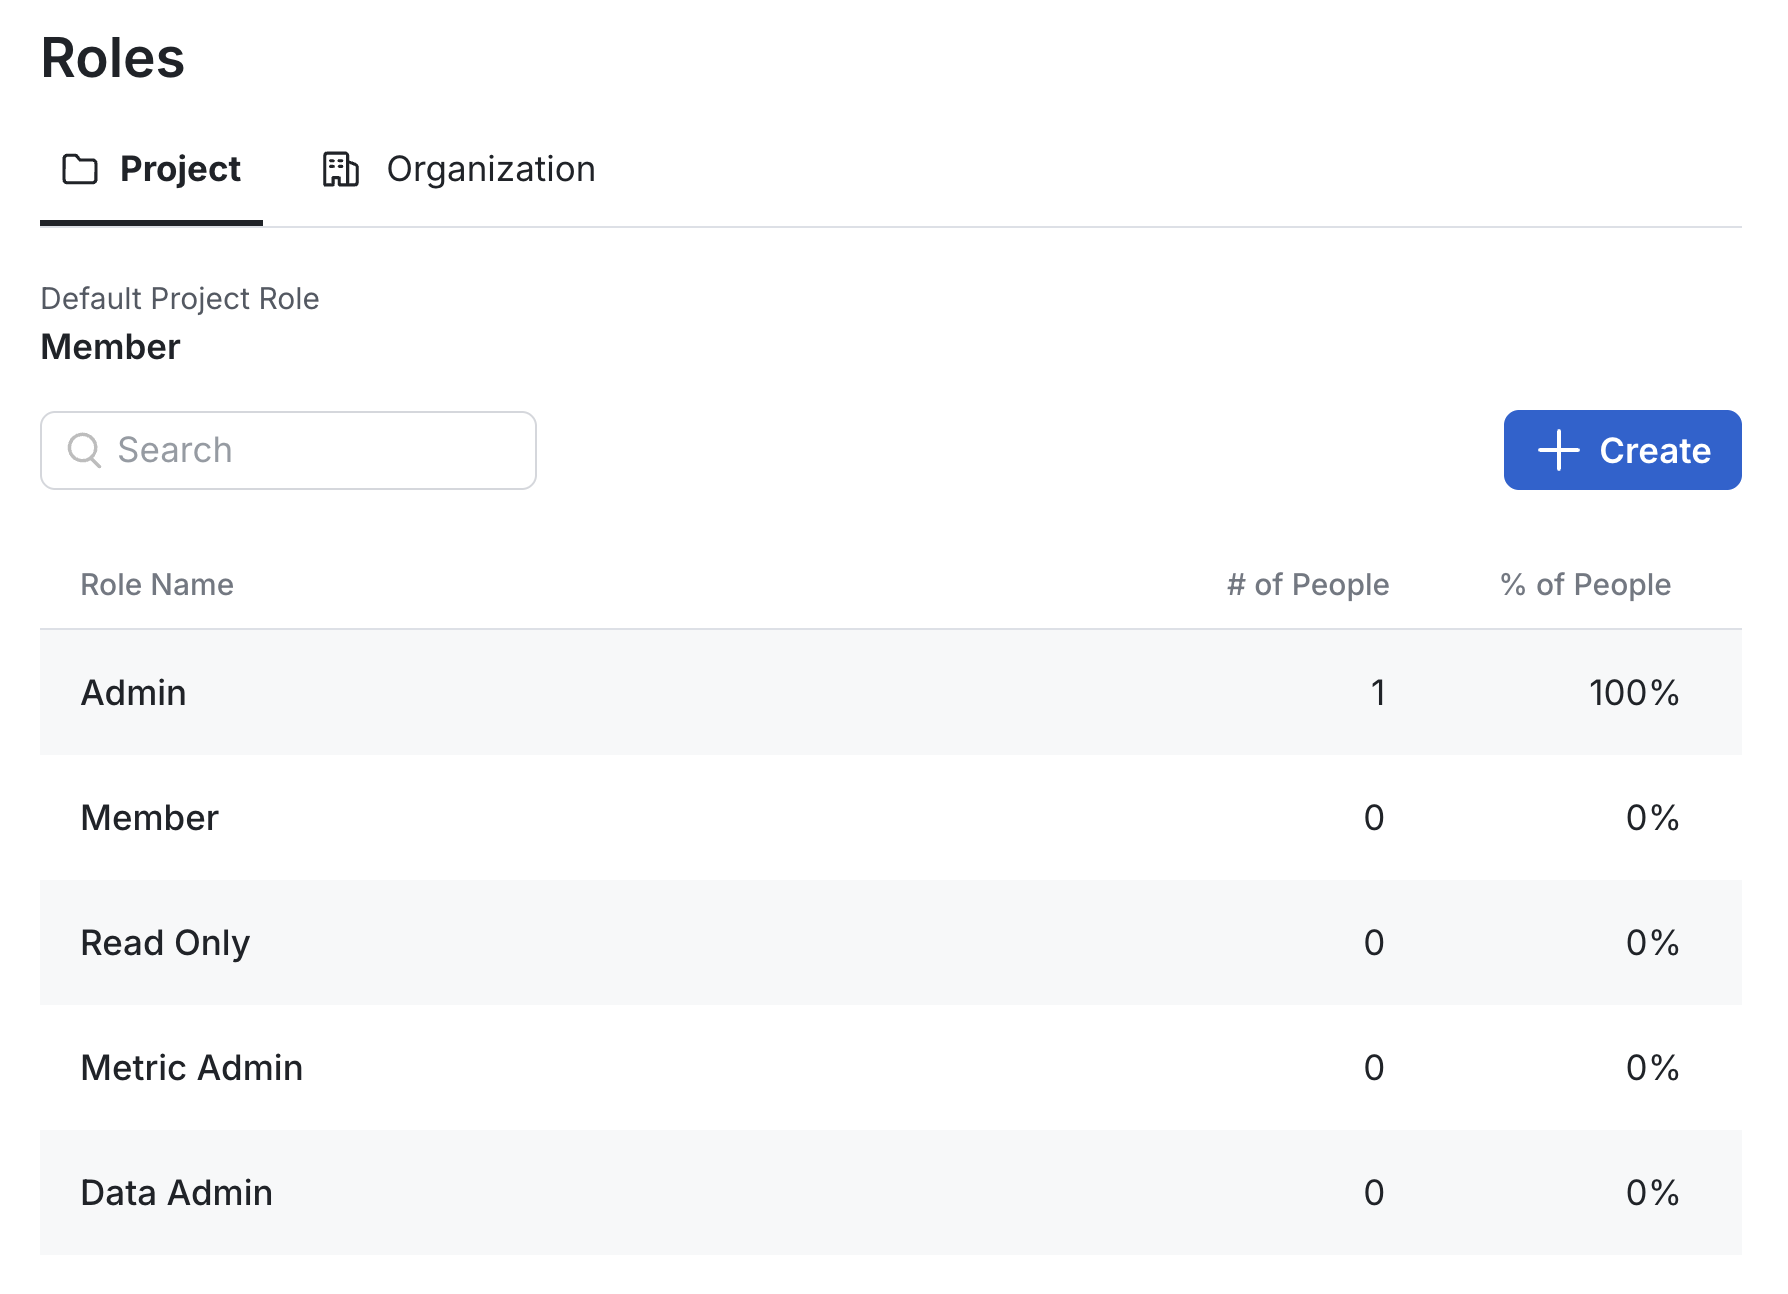 Roles
Project Organization
Default Project Role
Member
Search
Create
Role Name # of People % of People
Admin 1 100%
Member 0 0%
Read Only 0 0%
Metric Admin 0 0%
Data Admin 0 0%